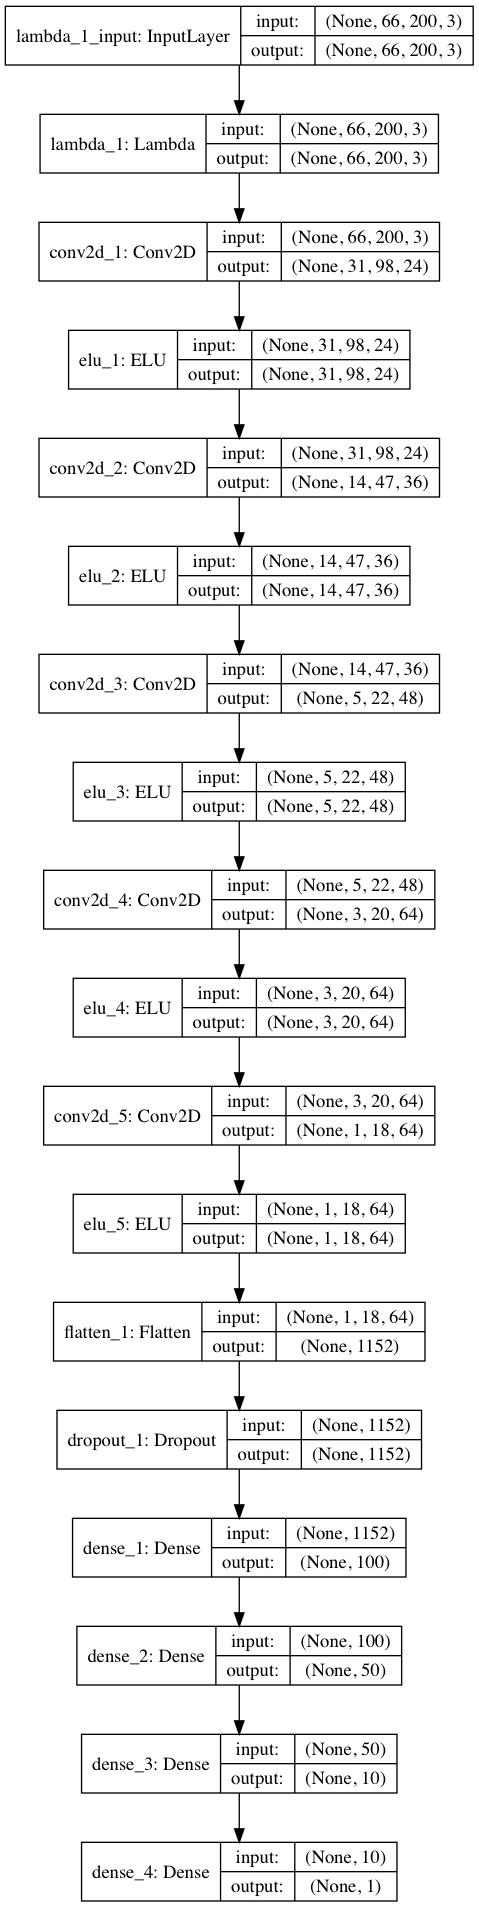 lambda_1_input: InputLayer
input: (None, 66, 200, 3)
output: (None, 66, 200, 3)
lambda_1: Lambda
input: (None, 66, 200, 3)
output: (None, 66, 200, 3)
conv2d_1: Conv2D
input: (None, 66, 200, 3)
output: (None, 31, 98, 24)
elu_1: ELU
input: (None, 31, 98, 24)
output: (None, 31, 98, 24)
conv2d_2: Conv2D
input: (None, 31, 98, 24)
output: (None, 14, 47, 36)
elu_2: ELU
input: (None, 14, 47, 36)
output: (None, 14, 47, 36)
conv2d_3: Conv2D
input: (None, 14, 47, 36)
output: (None, 5, 22, 48)
elu_3: ELU
input: (None, 5, 22, 48)
output: (None, 5, 22, 48)
conv2d_4: Conv2D
input: (None, 5, 22, 48)
output: (None, 3, 20, 64)
elu_4: ELU
input: (None, 3, 20, 64)
output: (None, 3, 20, 64)
conv2d_5: Conv2D
input: (None, 3, 20, 64)
output: (None, 1, 18, 64)
elu_5: ELU
input: (None, 1, 18, 64)
output: (None, 1, 18, 64)
flatten_1: Flatten
input: (None, 1, 18, 64)
output: (None, 1152)
dropout_1: Dropout
input: (None, 1152)
output: (None, 1152)
dense_1: Dense
input: (None, 1152)
output: (None, 100)
dense_2: Dense
input: (None, 100)
output: (None, 50)
dense_3: Dense
input: (None, 50)
output: (None, 10)
dense_4: Dense
input: (None, 10)
output: (None, 1)